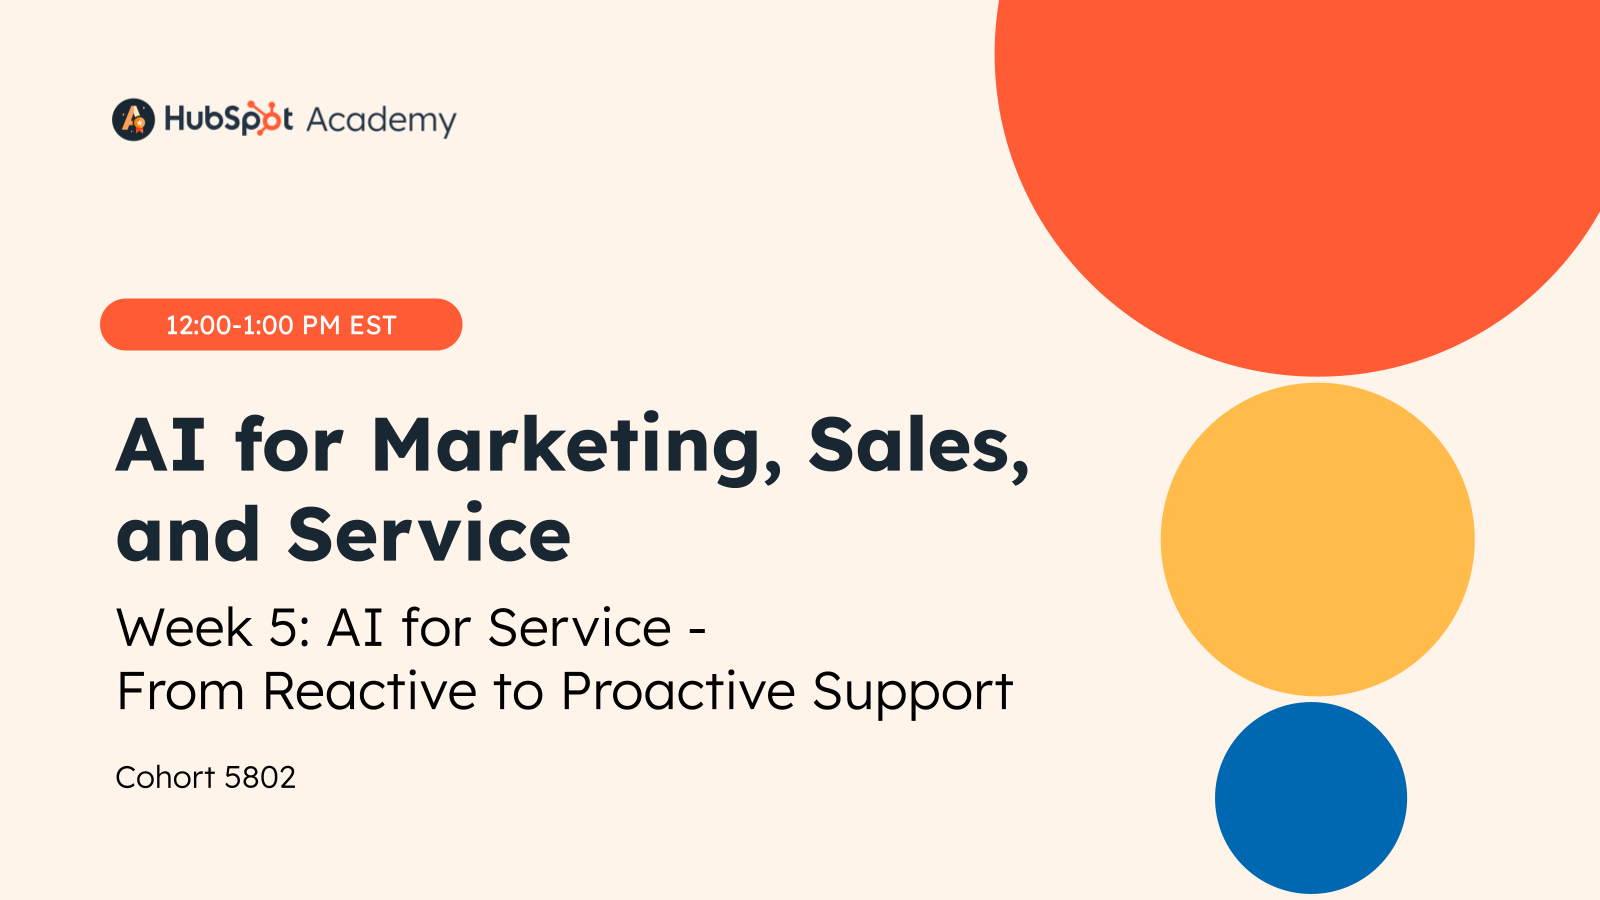 HubSpot Academy
12:00-1:00 PM EST
AI for Marketing, Sales,
and Service
Week 5: AI for Service -
From Reactive to Proactive Support
Cohort 5802